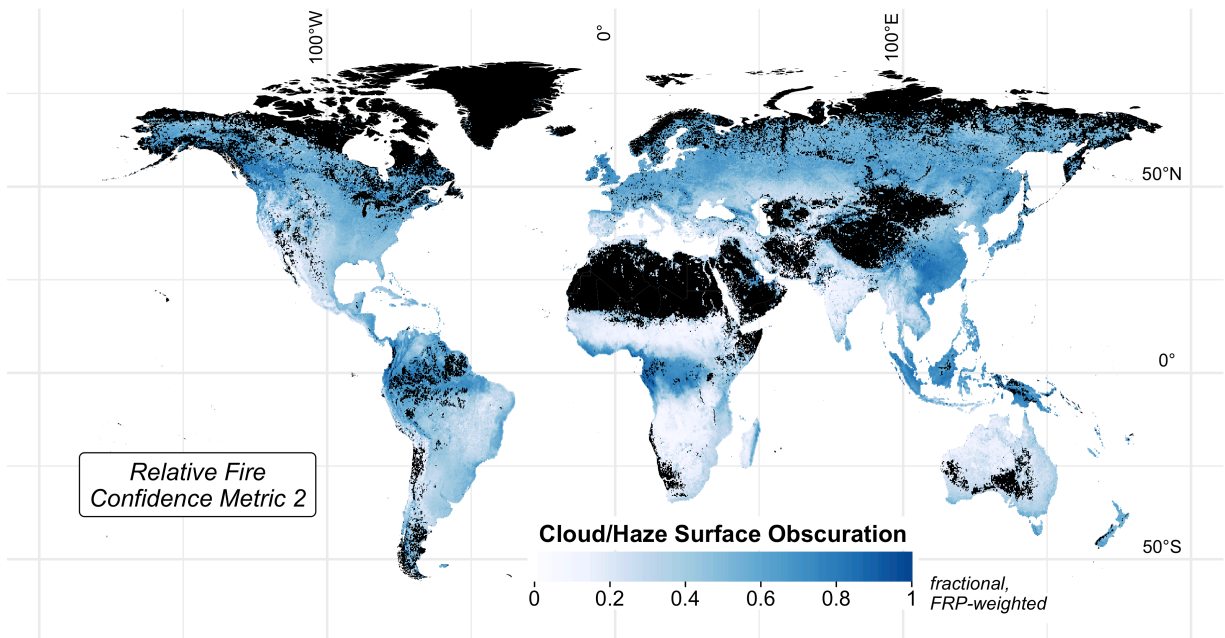 100°W
0°
100°E
50°N
0°
50°S
Relative Fire
Confidence Metric 2
Cloud/Haze Surface Obscuration
0 0.2 0.4 0.6 0.8 1
fractional,
FRP-weighted